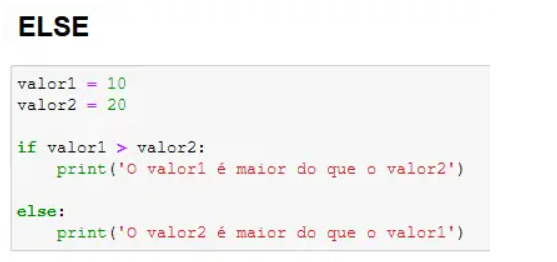 ELSE
valor1 = 10
valor2 = 20
if valor1 > valor2:
print('O valor1 é maior do que o valor2')
else:
print('O valor2 é maior do que o valor1')